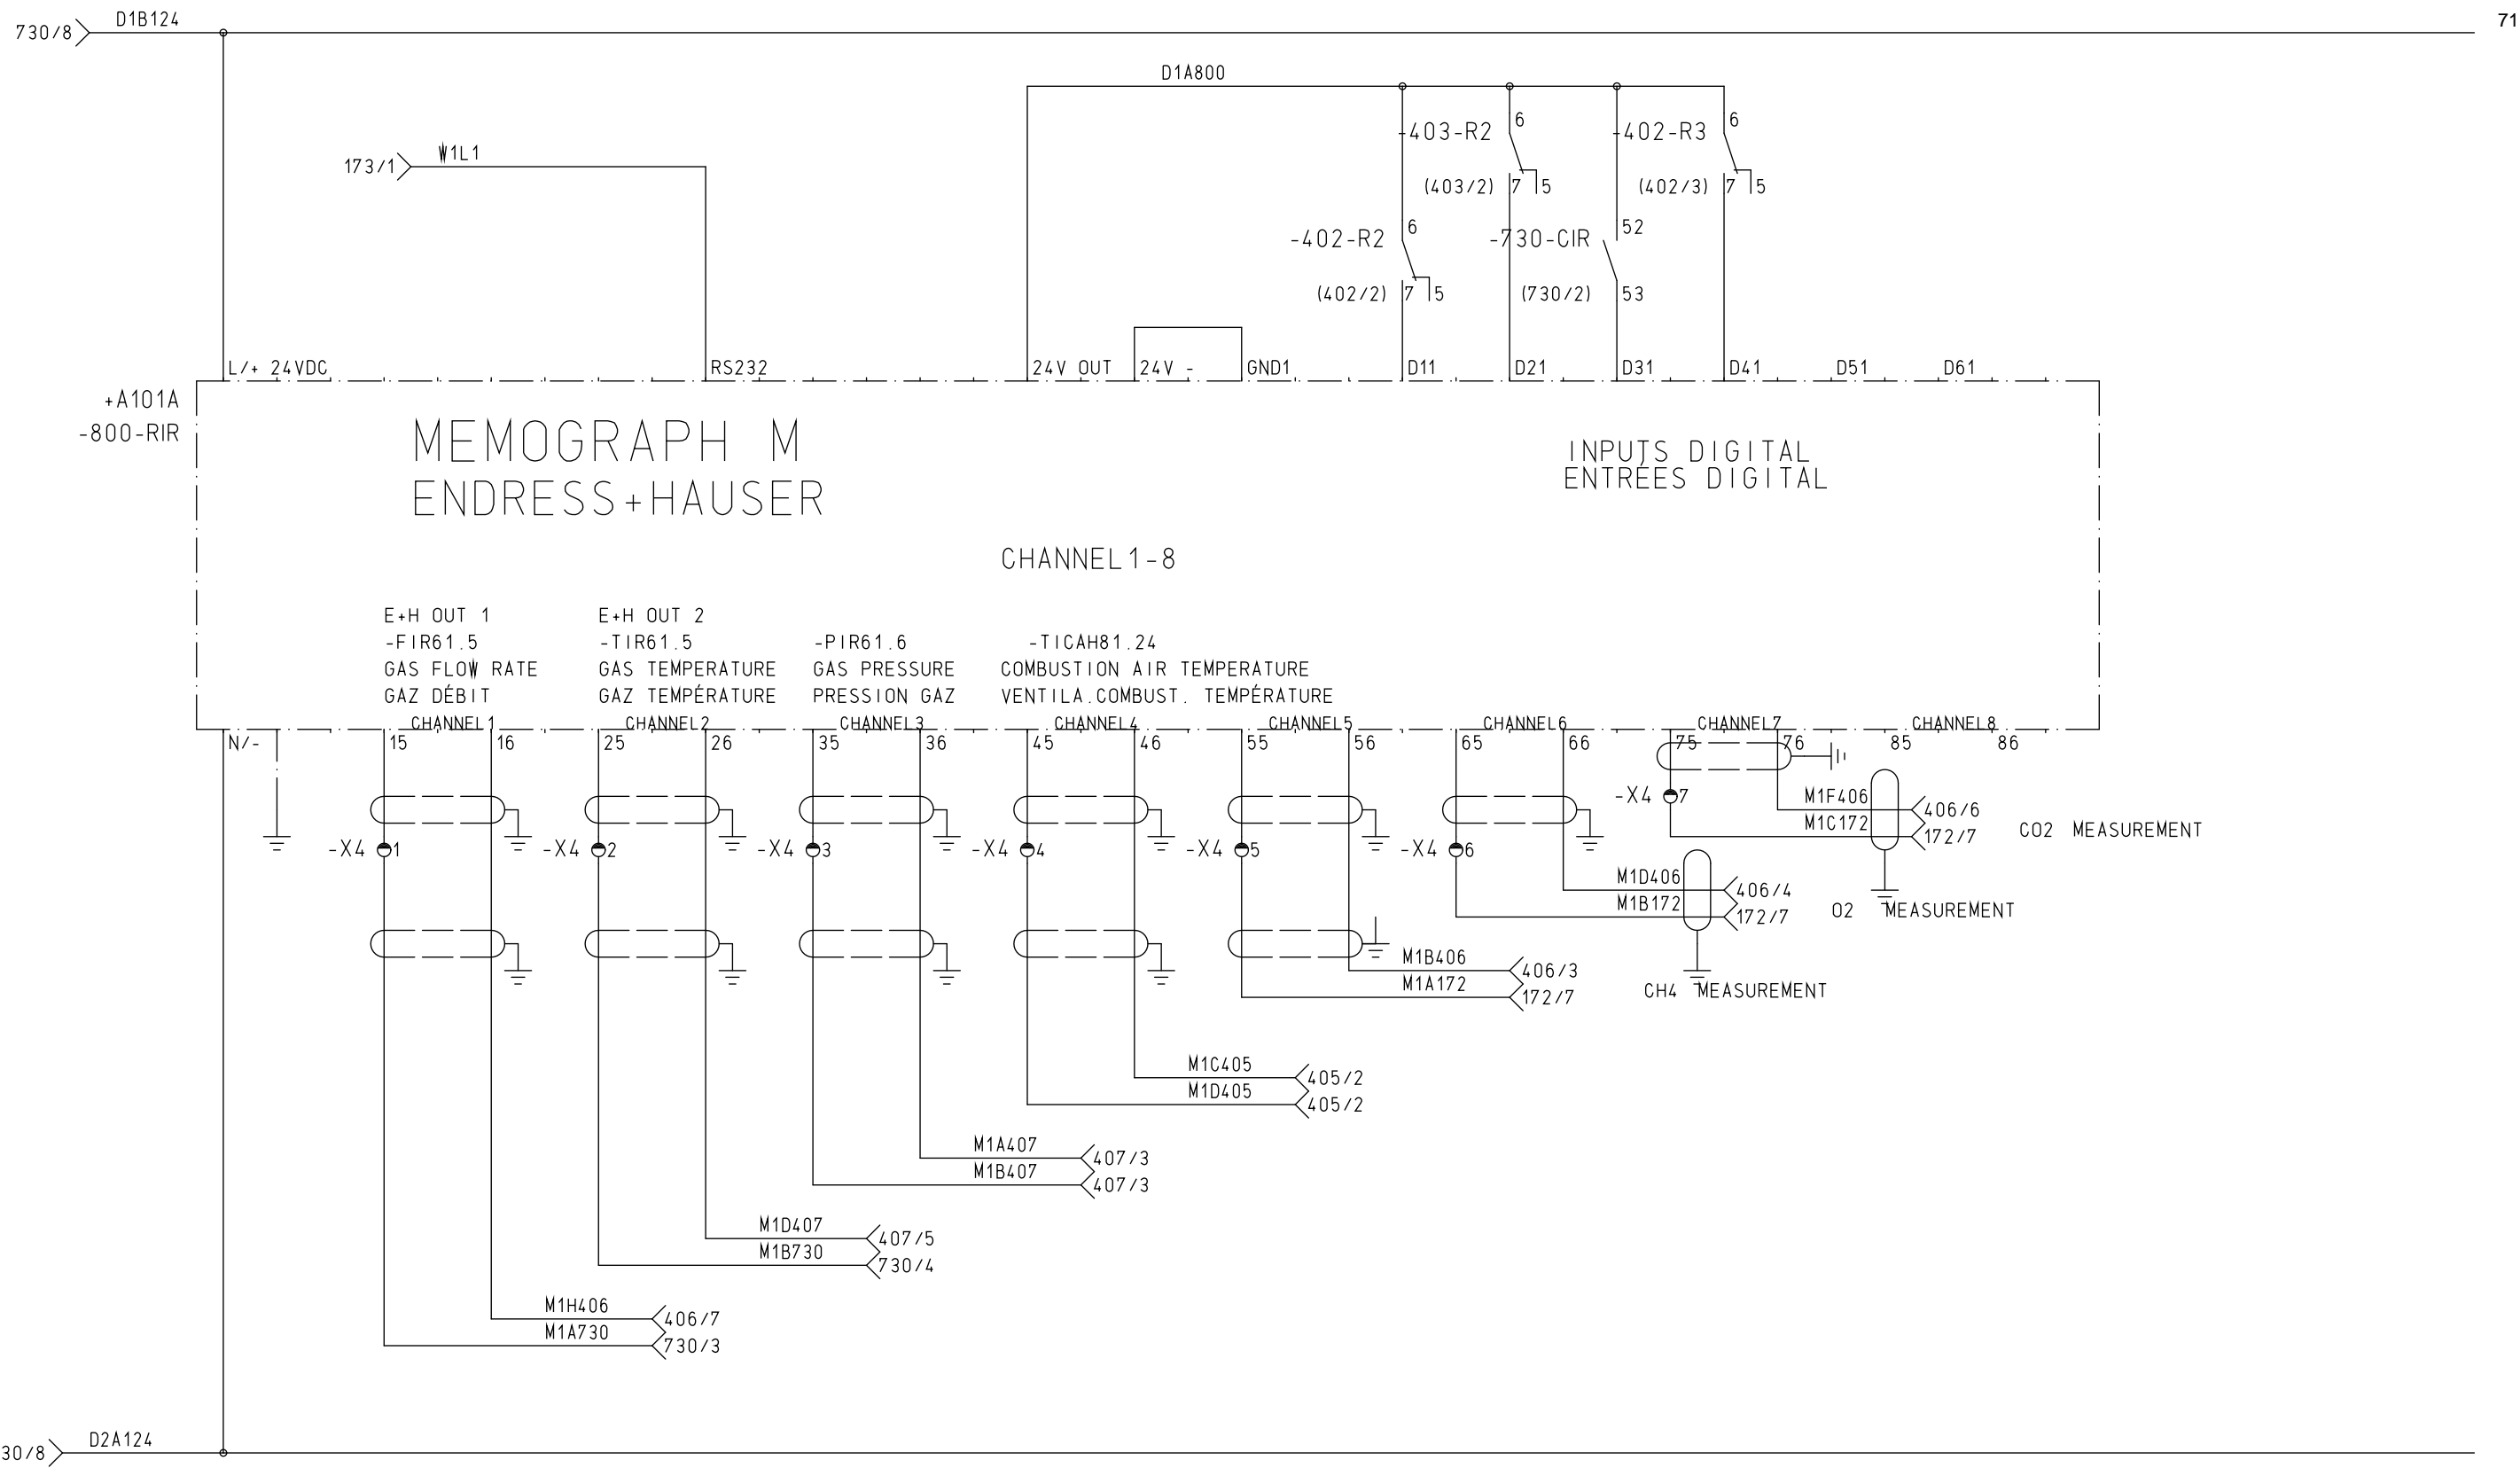 71
730/8 D1B124
D1A800
173/1 W1L1
-403-R2 6
(403/2) 7 5
-402-R3 6
(402/3) 7 5
-402-R2 6
(402/2) 7 5
-730-CIR 52
(730/2) 53
L/+ 24VDC RS232 24V OUT 24V - GND1 D11 D21 D31 D41 D51 D61
+A101A
-800-RIR
MEMOGRAPH M
ENDRESS+HAUSER
INPUTS DIGITAL
ENTRÉES DIGITAL
CHANNEL1-8
E+H OUT 1
-FIR61.5
GAS FLOW RATE
GAZ DÉBIT
E+H OUT 2
-TIR61.5
GAS TEMPERATURE
GAZ TEMPÉRATURE
-PIR61.6
GAS PRESSURE
PRESSION GAZ
-TICAH81.24
COMBUSTION AIR TEMPERATURE
VENTILA.COMBUST. TEMPÉRATURE
CHANNEL1 CHANNEL2 CHANNEL3 CHANNEL4 CHANNEL5 CHANNEL6 CHANNEL7 CHANNEL8
N/- 15 16 25 26 35 36 45 46 55 56 65 66 75 76 85 86
-X4 1 -X4 2 -X4 3 -X4 4 -X4 5 -X4 6 -X4 7
M1F406 406/6
M1C172 172/7
CO2 MEASUREMENT
M1D406 406/4
M1B172 172/7
O2 MEASUREMENT
M1B406 406/3
M1A172 172/7
CH4 MEASUREMENT
M1C405 405/2
M1D405 405/2
M1A407 407/3
M1B407 407/3
M1D407 407/5
M1B730 730/4
M1H406 406/7
M1A730 730/3
30/8 D2A124